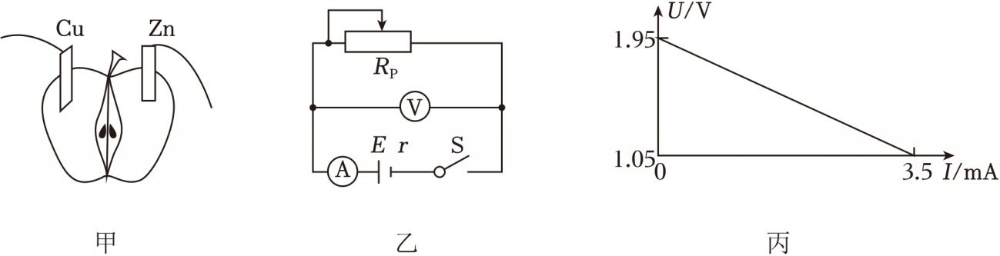 Cu
Zn
甲
R_P
V
E r
S
A
乙
U/V
1.95
1.05
0
3.5
I/mA
丙